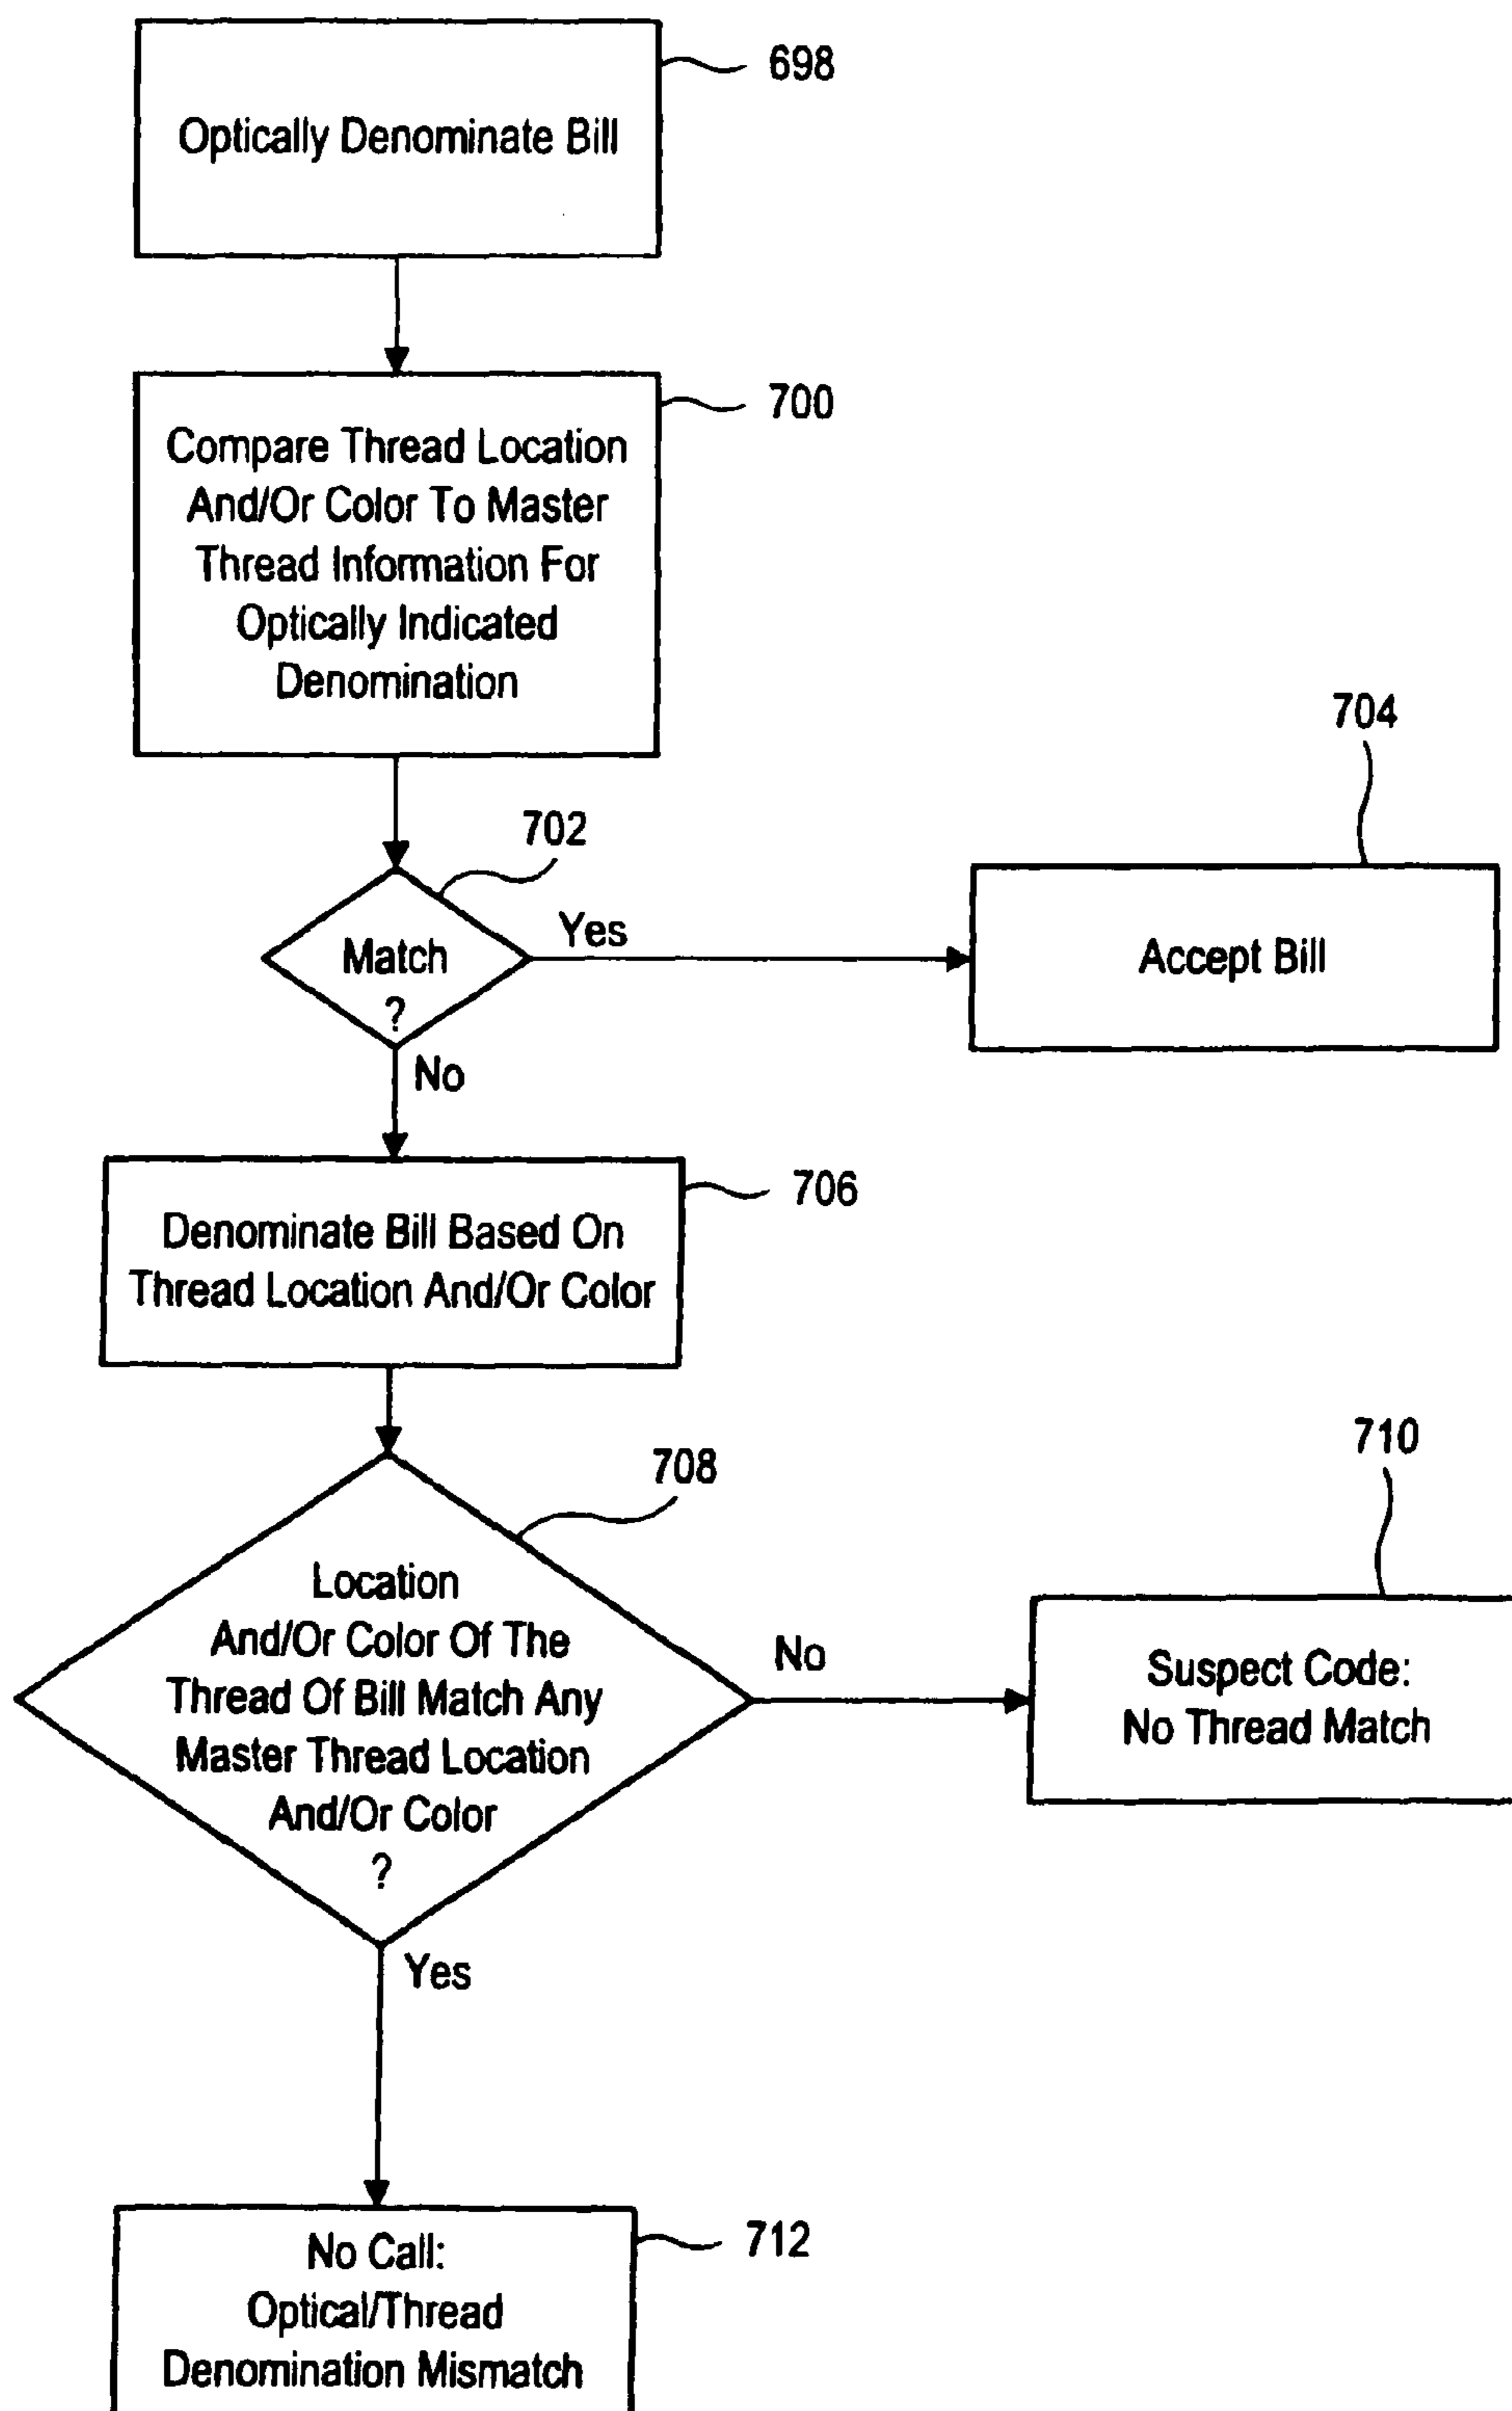 698
Optically Denominate Bill
700
Compare Thread Location
And/Or Color To Master
Thread Information For
Optically Indicated
Denomination
704
702
Match
?
Yes
Accept Bill
No
706
Denominate Bill Based On
Thread Location And/Or Color
710
708
Location
And/Or Color Of The
Thread Of Bill Match Any
Master Thread Location
And/Or Color
?
No
Suspect Code:
No Thread Match
Yes
712
No Call:
Optical/Thread
Denomination Mismatch